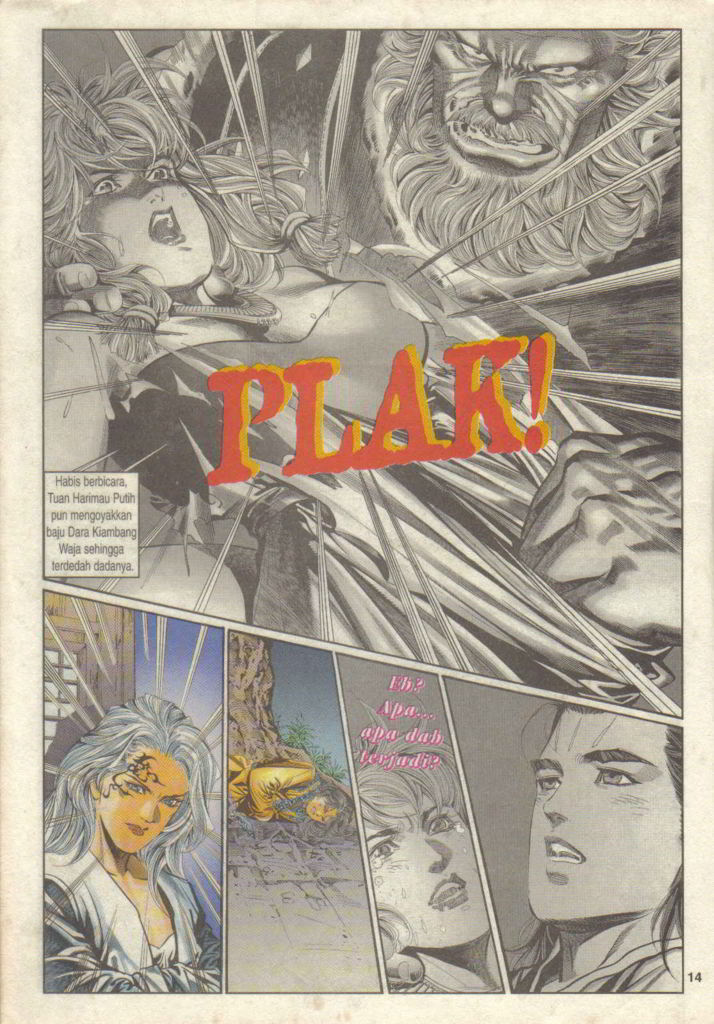 PLAK!
Habis berbicara,
Tuan Harimau Putih
pun mengoyakkan
baju Dara Kiambang
Waja sehingga
terdedah dadanya.
Eh?
Apa...
apa dah
terjadi?
14